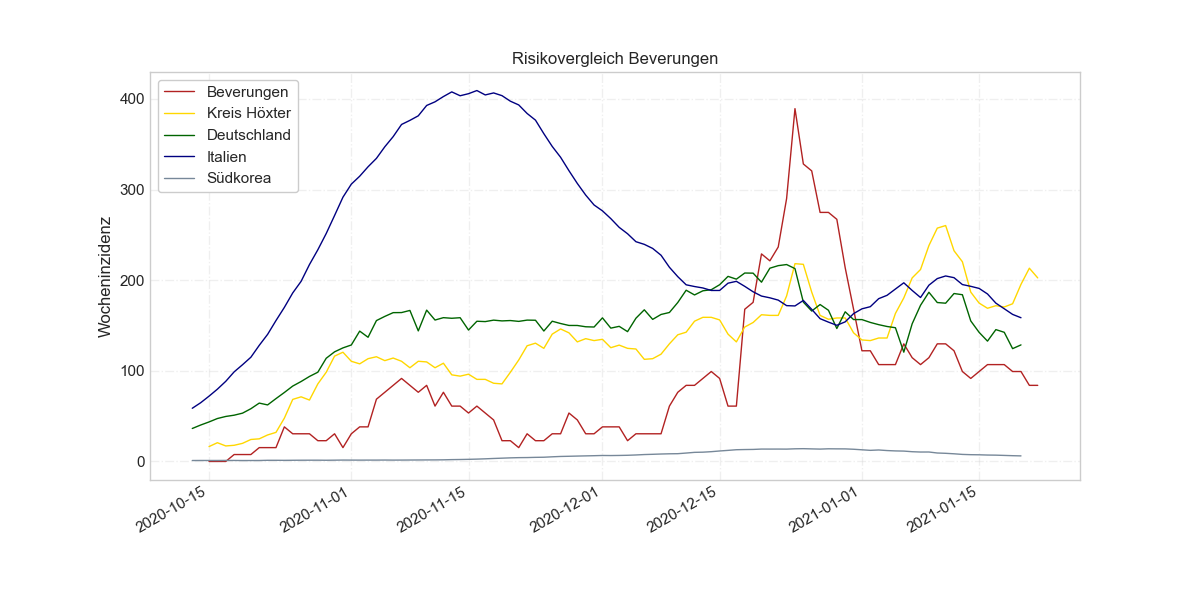 Risikovergleich Beverungen
Beverungen
Kreis Höxter
Deutschland
Italien
Südkorea
Wocheninzidenz
400
300
200
100
0
2020-10-15
2020-11-01
2020-11-15
2020-12-01
2020-12-15
2021-01-01
2021-01-15